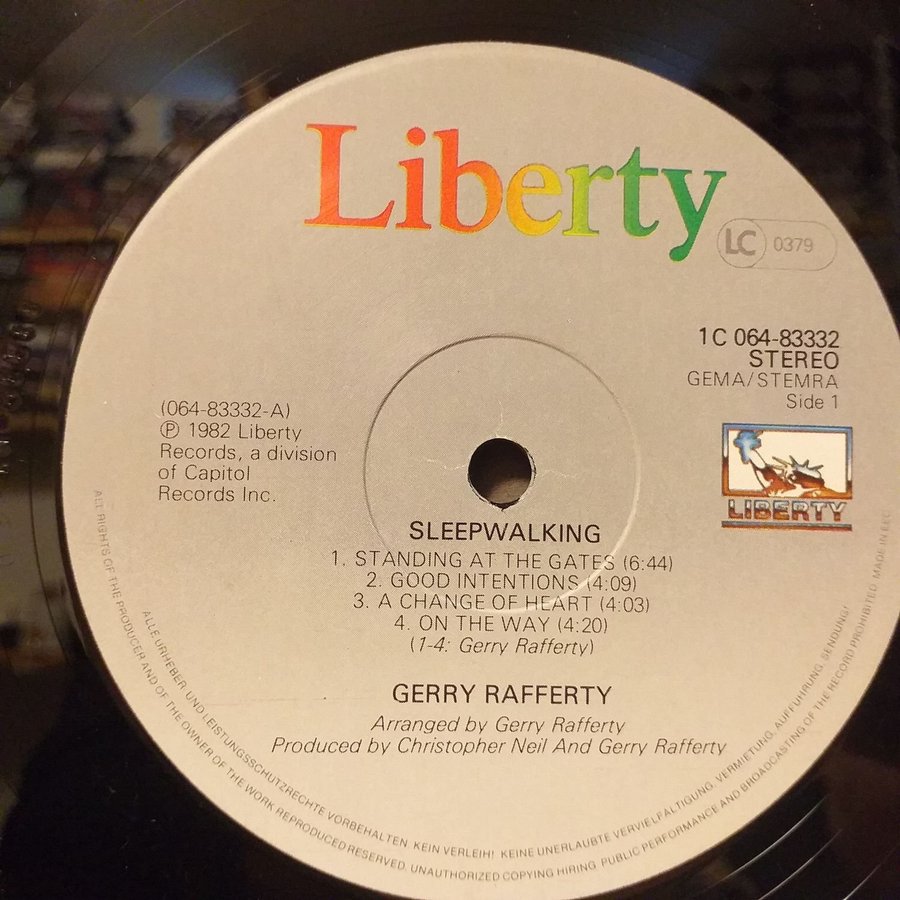 Liberty
LC 0379
1C 064-83332
STEREO
GEMA/STEMRA
Side 1
(064-83332-A)
℗ 1982 Liberty
Records, a division
of Capitol
Records Inc.
LIBERTY
SLEEPWALKING
1. STANDING AT THE GATES (6:44)
2. GOOD INTENTIONS (4:09)
3. A CHANGE OF HEART (4:03)
4. ON THE WAY (4:20)
(1-4: Gerry Rafferty)
GERRY RAFFERTY
Arranged by Gerry Rafferty
Produced by Christopher Neil And Gerry Rafferty
ALLE URHEBER- UND LEISTUNGSSCHUTZRECHTE VORBEHALTEN. KEIN VERLEIH! KEINE UNERLAUBTE VERVIELFÄLTIGUNG, VERMIETUNG, AUFFÜHRUNG, SENDUNG!
ALL RIGHTS OF THE PRODUCER AND OF THE OWNER OF THE WORK REPRODUCED RESERVED. UNAUTHORIZED COPYING HIRING PUBLIC PERFORMANCE AND BROADCASTING OF THE RECORD PROHIBITED. MADE IN EEC.